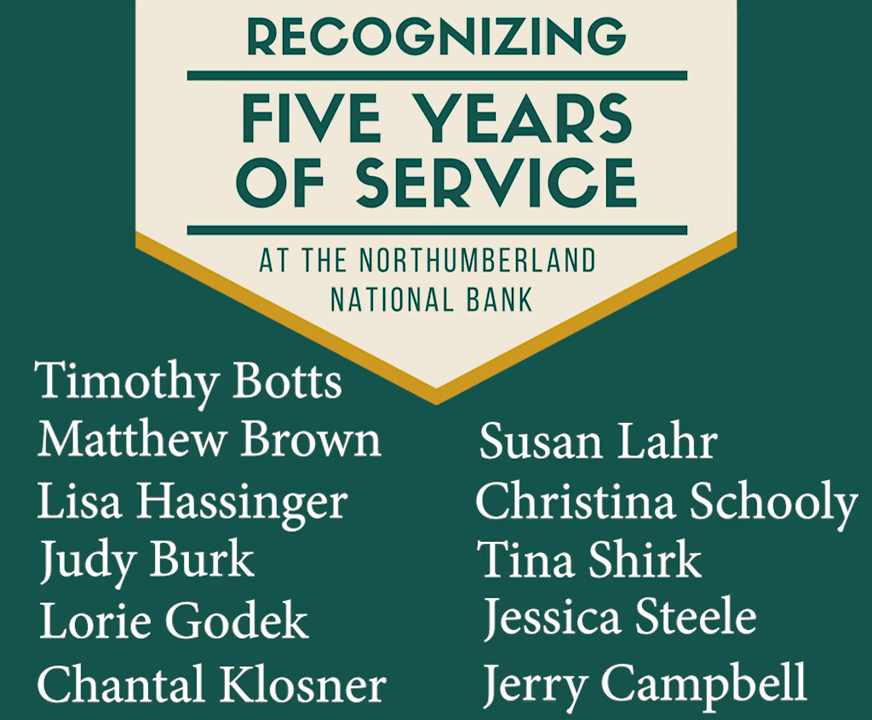 RECOGNIZING
FIVE YEARS
OF SERVICE
AT THE NORTHUMBERLAND
NATIONAL BANK
Timothy Botts
Matthew Brown
Lisa Hassinger
Judy Burk
Lorie Godek
Chantal Klosner
Susan Lahr
Christina Schooly
Tina Shirk
Jessica Steele
Jerry Campbell